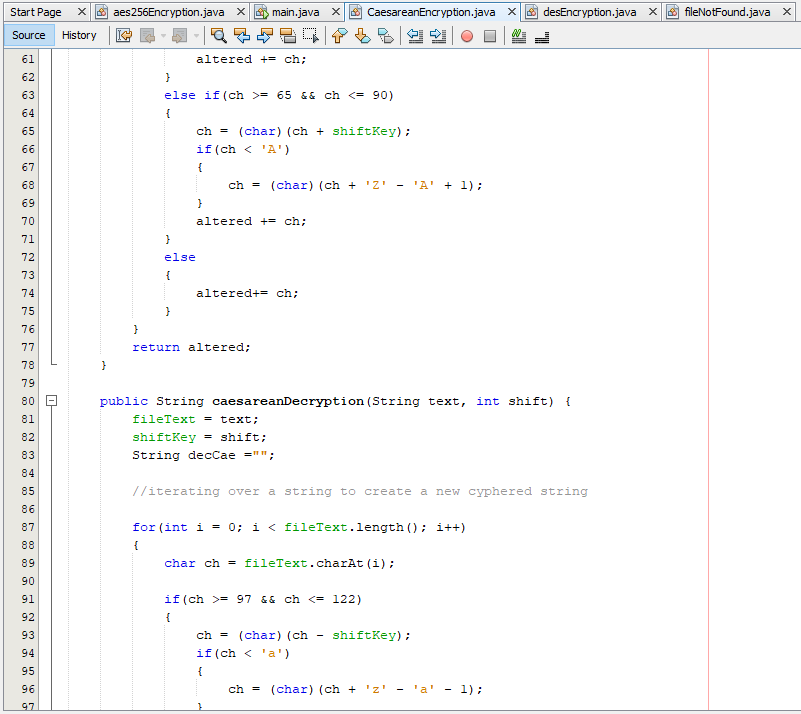 Start Page aes256Encryption.java main.java CaesareanEncryption.java desEncryption.java fileNotFound.java
Source History
61 altered += ch;
62 }
63 else if(ch >= 65 && ch <= 90)
64 {
65 ch = (char)(ch + shiftKey);
66 if(ch < 'A')
67 {
68 ch = (char)(ch + 'Z' - 'A' + 1);
69 }
70 altered += ch;
71 }
72 else
73 {
74 altered+= ch;
75 }
76 }
77 return altered;
78 }
79
80 public String caesareanDecryption(String text, int shift) {
81 fileText = text;
82 shiftKey = shift;
83 String decCae ="";
84
85 //iterating over a string to create a new cyphered string
86
87 for(int i = 0; i < fileText.length(); i++)
88 {
89 char ch = fileText.charAt(i);
90
91 if(ch >= 97 && ch <= 122)
92 {
93 ch = (char)(ch - shiftKey);
94 if(ch < 'a')
95 {
96 ch = (char)(ch + 'z' - 'a' - 1);
97 }